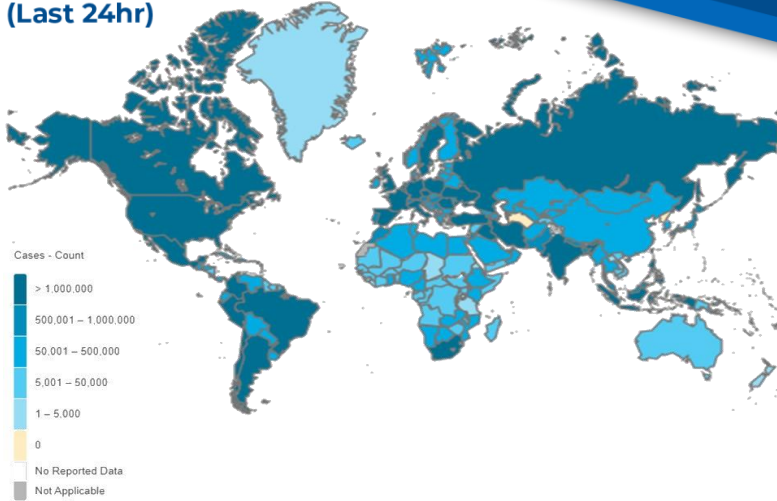 (Last 24hr)
Cases - Count
> 1,000,000
500,001 – 1,000,000
50,001 – 500,000
5,001 – 50,000
1 – 5,000
0
No Reported Data
Not Applicable